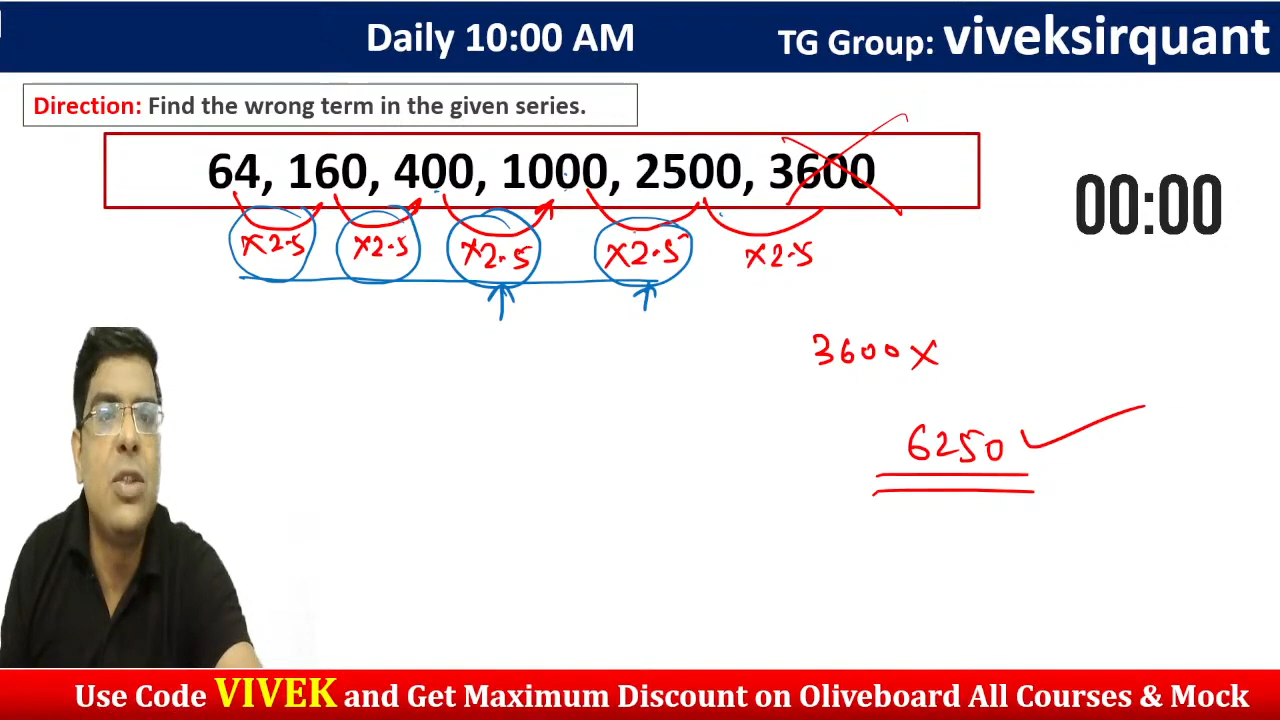 Daily 10:00 AM
TG Group: viveksirquant
Direction: Find the wrong term in the given series.
64, 160, 400, 1000, 2500, 3600
00:00
×2.5 ×2.5 ×2.5 ×2.5 ×2.5
3600 ×
6250 ✓
Use Code VIVEK and Get Maximum Discount on Oliveboard All Courses & Mock